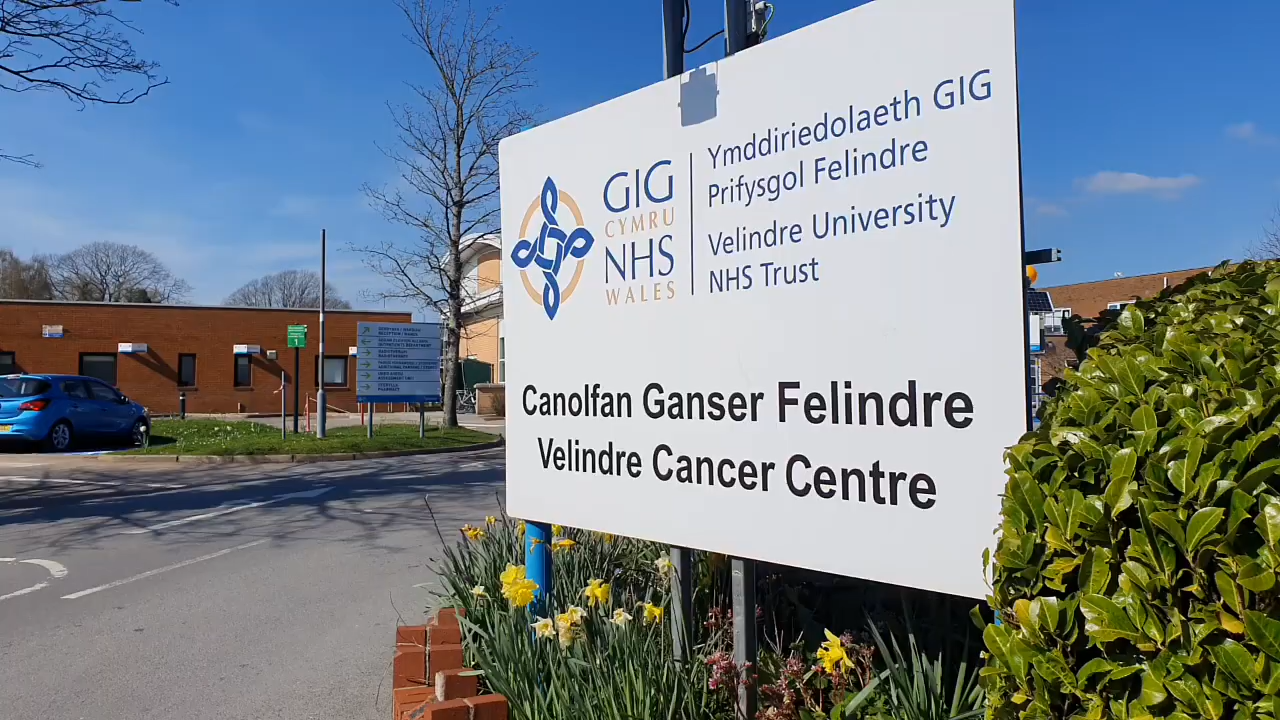 GIG
CYMRU
NHS
WALES
Ymddiriedolaeth GIG
Prifysgol Felindre
Velindre University
NHS Trust
Canolfan Ganser Felindre
Velindre Cancer Centre